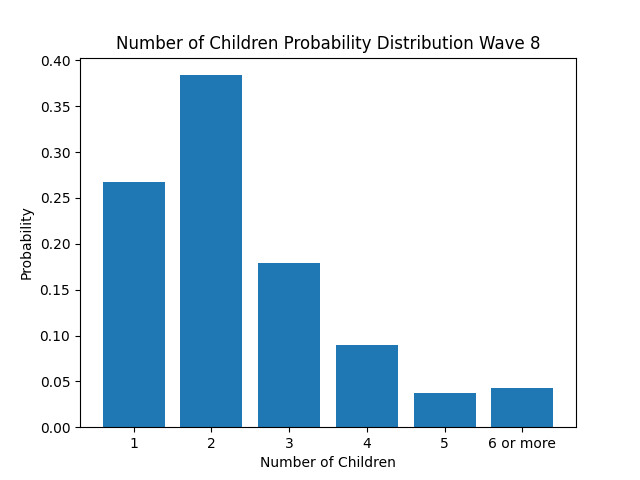 Number of Children Probability Distribution Wave 8
0.40
0.35
0.30
0.25
0.20
0.15
0.10
0.05
0.00
Probability
1 2 3 4 5 6 or more
Number of Children